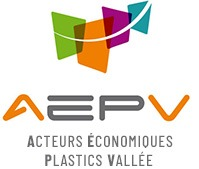 AEPV
ACTEURS ÉCONOMIQUES
PLASTICS VALLÉE